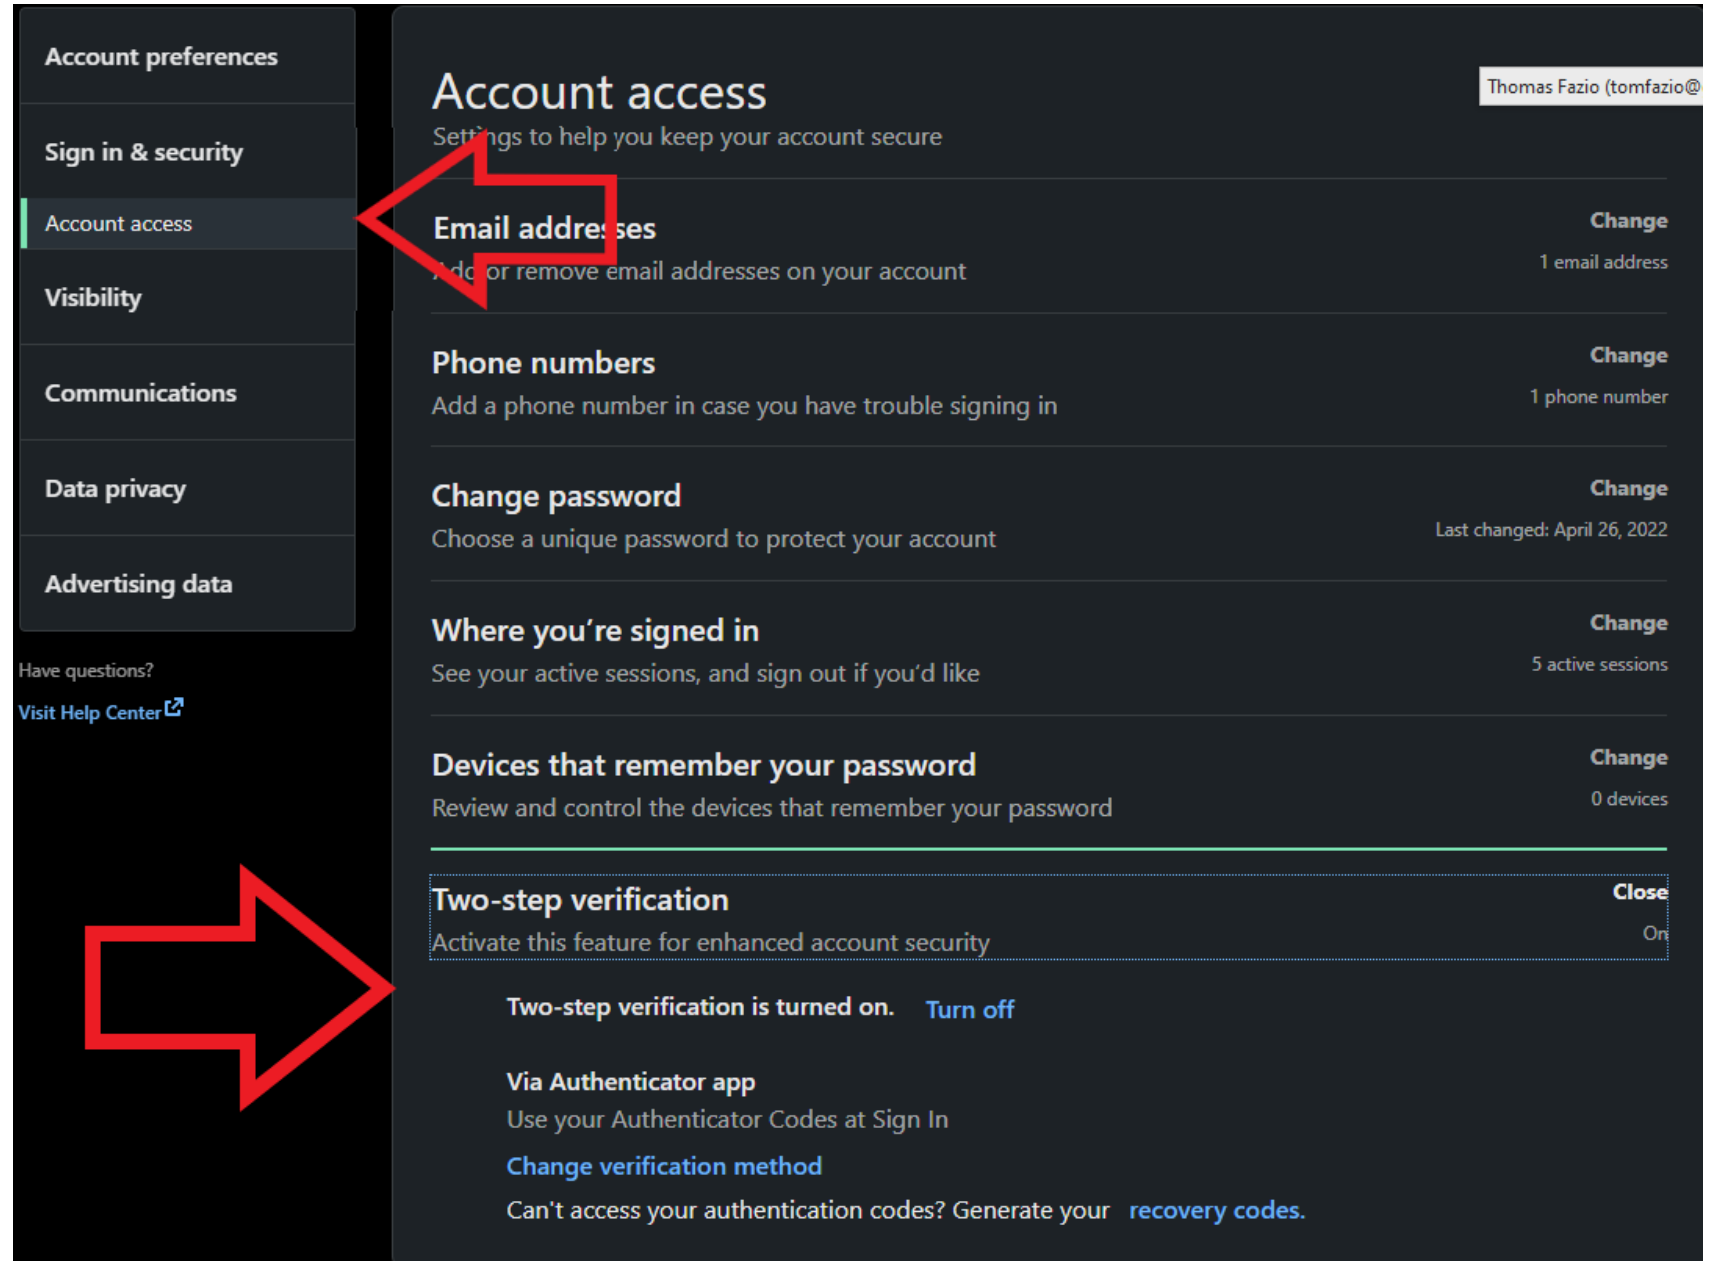 Account preferences
Sign in & security
Account access
Visibility
Communications
Data privacy
Advertising data
Have questions?
Visit Help Center
Account access
Settings to help you keep your account secure
Thomas Fazio (tomfazio@
Email addresses
Change
Add or remove email addresses on your account
1 email address
Phone numbers
Change
Add a phone number in case you have trouble signing in
1 phone number
Change password
Change
Choose a unique password to protect your account
Last changed: April 26, 2022
Where you're signed in
Change
See your active sessions, and sign out if you'd like
5 active sessions
Devices that remember your password
Change
Review and control the devices that remember your password
0 devices
Two-step verification
Close
Activate this feature for enhanced account security
On
Two-step verification is turned on. Turn off
Via Authenticator app
Use your Authenticator Codes at Sign In
Change verification method
Can't access your authentication codes? Generate your recovery codes.